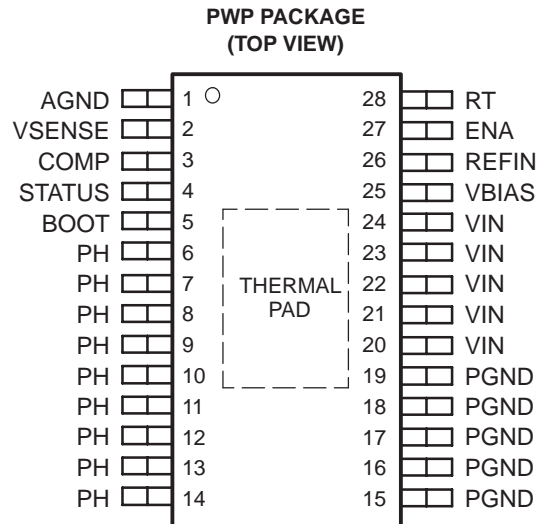 PWP PACKAGE
(TOP VIEW)
AGND 1 28 RT
VSENSE 2 27 ENA
COMP 3 26 REFIN
STATUS 4 25 VBIAS
BOOT 5 24 VIN
PH 6 23 VIN
PH 7 22 VIN
PH 8 21 VIN
PH 9 20 VIN
PH 10 19 PGND
PH 11 18 PGND
PH 12 17 PGND
PH 13 16 PGND
PH 14 15 PGND
THERMAL
PAD